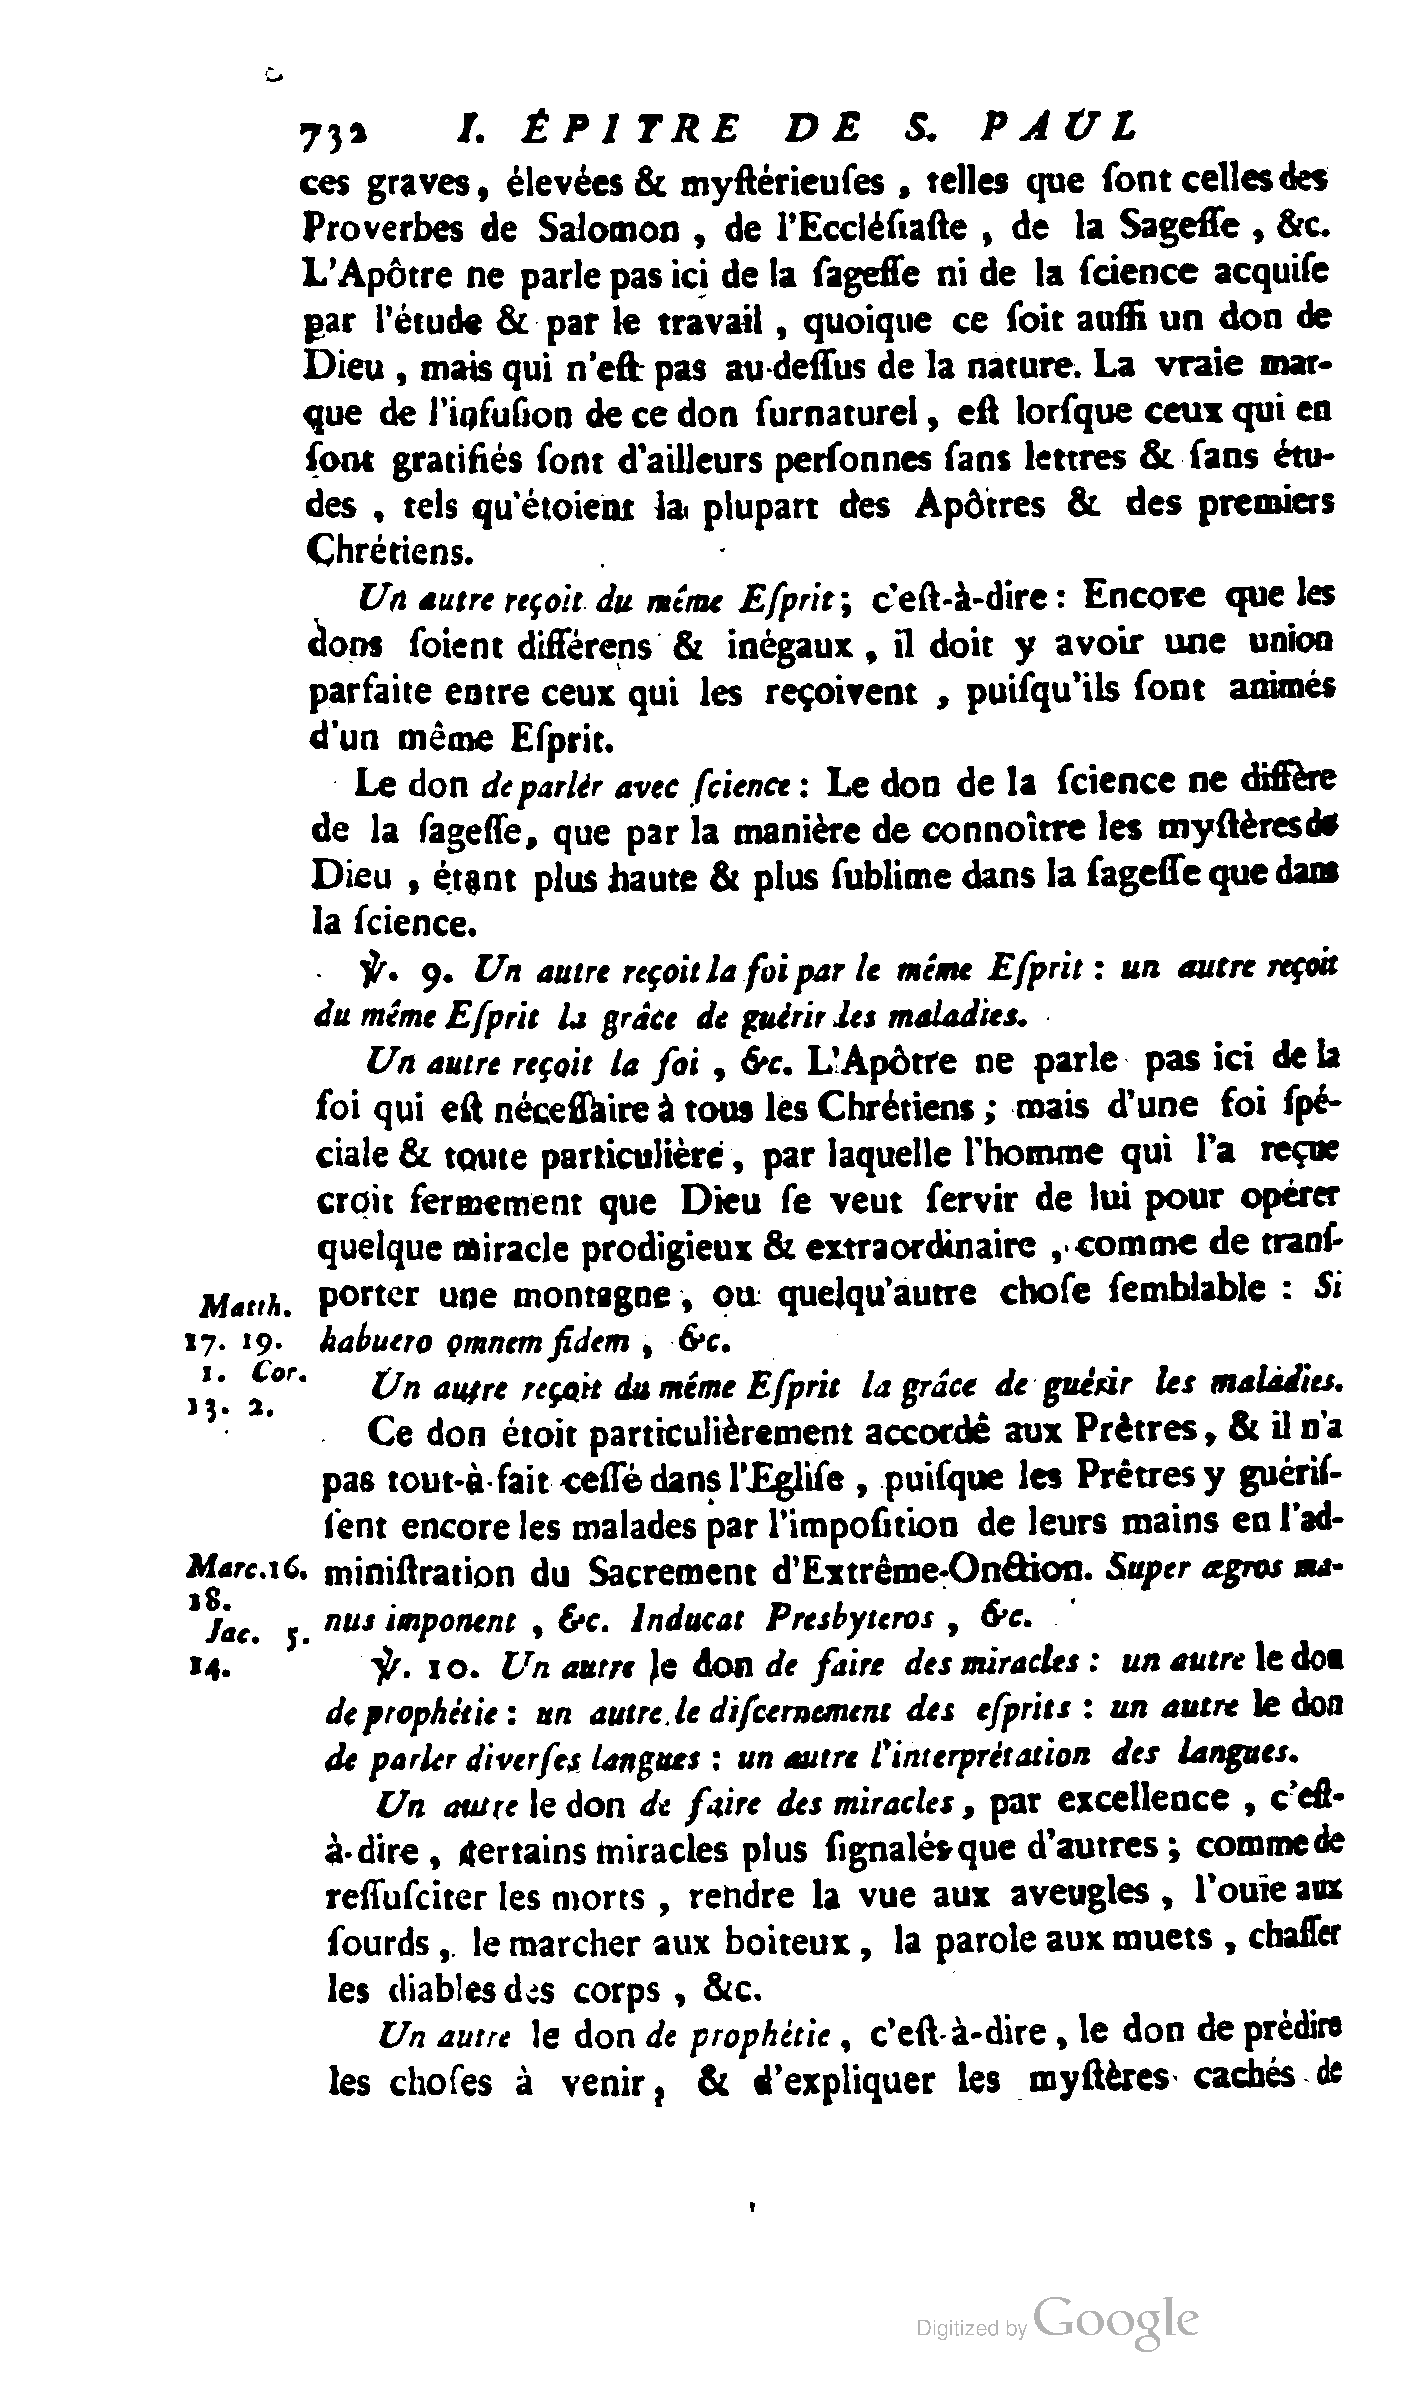 732 I. ÉPITRE DE S. PAUL
ces graves, élevées & myſtérieuſes, telles que ſont celles des
Proverbes de Salomon, de l'Eccléſiaſte, de la Sageſſe, &c.
L'Apôtre ne parle pas ici de la ſageſſe ni de la ſcience acquiſe
par l'étude & par le travail, quoique ce ſoit auſſi un don de
Dieu, mais qui n'eſt pas au-deſſus de la nature. La vraie mar-
que de l'infuſion de ce don ſurnaturel, eſt lorſque ceux qui en
ſont gratifiés ſont d'ailleurs perſonnes ſans lettres & ſans étu-
des, tels qu'étoient la plupart des Apôtres & des premiers
Chrétiens.
Un autre reçoit du même Eſprit; c'eſt-à-dire: Encore que les
dons ſoient différens & inégaux, il doit y avoir une union
parfaite entre ceux qui les reçoivent, puiſqu'ils ſont animés
d'un même Eſprit.
Le don de parler avec ſcience: Le don de la ſcience ne diffère
de la ſageſſe, que par la manière de connoître les myſtères de
Dieu, étant plus haute & plus ſublime dans la ſageſſe que dans
la ſcience.
℣. 9. Un autre reçoit la foi par le même Eſprit: un autre reçoit
du même Eſprit la grâce de guérir les maladies.
Un autre reçoit la foi, &c. L'Apôtre ne parle pas ici de la
foi qui eſt néceſſaire à tous les Chrétiens; mais d'une foi ſpé-
ciale & toute particulière, par laquelle l'homme qui l'a reçue
croit fermement que Dieu ſe veut ſervir de lui pour opérer
quelque miracle prodigieux & extraordinaire, comme de tranſ-
Matth. porter une montagne, ou quelqu'autre choſe ſemblable: Si
17. 19. habuero omnem fidem, &c.
1. Cor. Un autre reçoit du même Eſprit la grâce de guérir les maladies.
13. 2. Ce don étoit particulièrement accordé aux Prêtres, & il n'a
pas tout-à-fait ceſſé dans l'Egliſe, puiſque les Prêtres y guériſ-
ſent encore les malades par l'impoſition de leurs mains en l'ad-
Marc. 16. miniſtration du Sacrement d'Extrême-Onction. Super ægros ma-
18.
Jac. 5. nus imponent, &c. Inducat Presbyteros, &c.
14. ℣. 10. Un autre le don de faire des miracles: un autre le don
de prophétie: un autre le diſcernement des eſprits: un autre le don
de parler diverſes langues: un autre l'interprétation des langues.
Un autre le don de faire des miracles, par excellence, c'eſt-
à-dire, certains miracles plus ſignalés que d'autres; comme de
reſſuſciter les morts, rendre la vue aux aveugles, l'ouïe aux
ſourds, le marcher aux boiteux, la parole aux muets, chaſſer
les diables des corps, &c.
Un autre le don de prophétie, c'eſt-à-dire, le don de prédire
les choſes à venir, & d'expliquer les myſtères cachés de
Digitized by Google